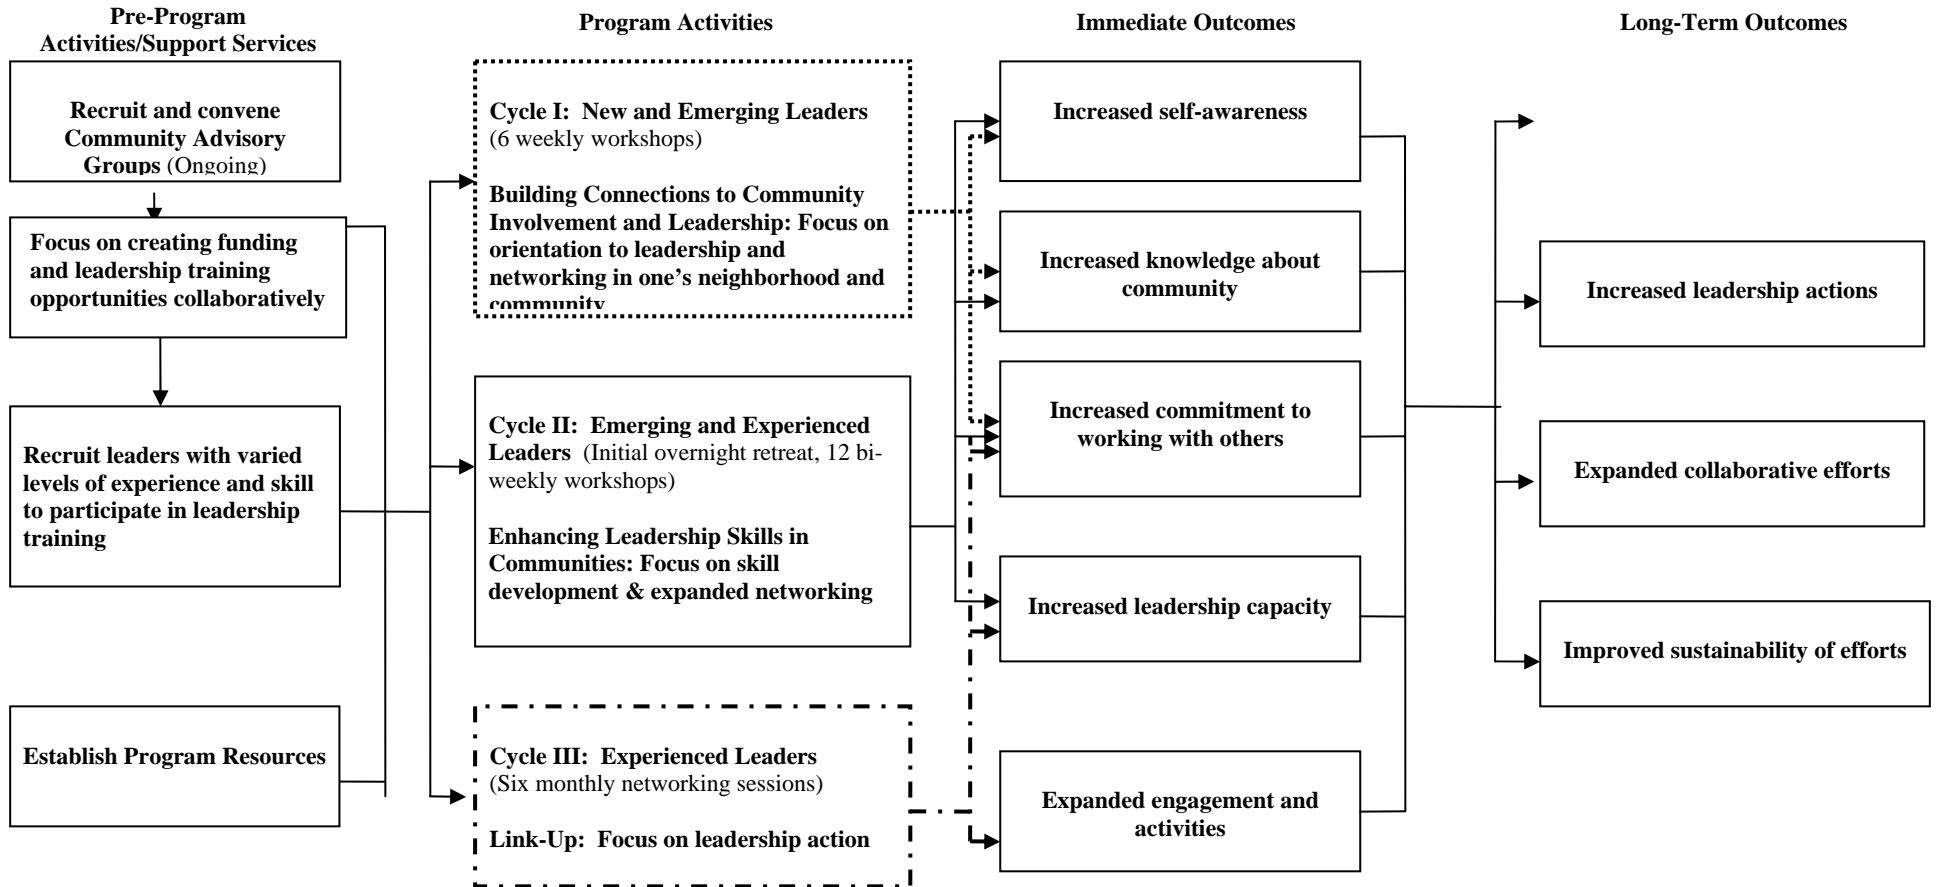 Pre-Program
Activities/Support Services
Recruit and convene
Community Advisory
Groups (Ongoing)
Focus on creating funding
and leadership training
opportunities collaboratively
Recruit leaders with varied
levels of experience and skill
to participate in leadership
training
Establish Program Resources
Program Activities
Cycle I:  New and Emerging Leaders
(6 weekly workshops)
Building Connections to Community
Involvement and Leadership: Focus on
orientation to leadership and
networking in one’s neighborhood and
community
Cycle II:  Emerging and Experienced
Leaders  (Initial overnight retreat, 12 bi-
weekly workshops)
Enhancing Leadership Skills in
Communities: Focus on skill
development & expanded networking
Cycle III:  Experienced Leaders
(Six monthly networking sessions)
Link-Up:  Focus on leadership action
Immediate Outcomes
Increased self-awareness
Increased knowledge about
community
Increased commitment to
working with others
Increased leadership capacity
Expanded engagement and
activities
Long-Term Outcomes
Increased leadership actions
Expanded collaborative efforts
Improved sustainability of efforts